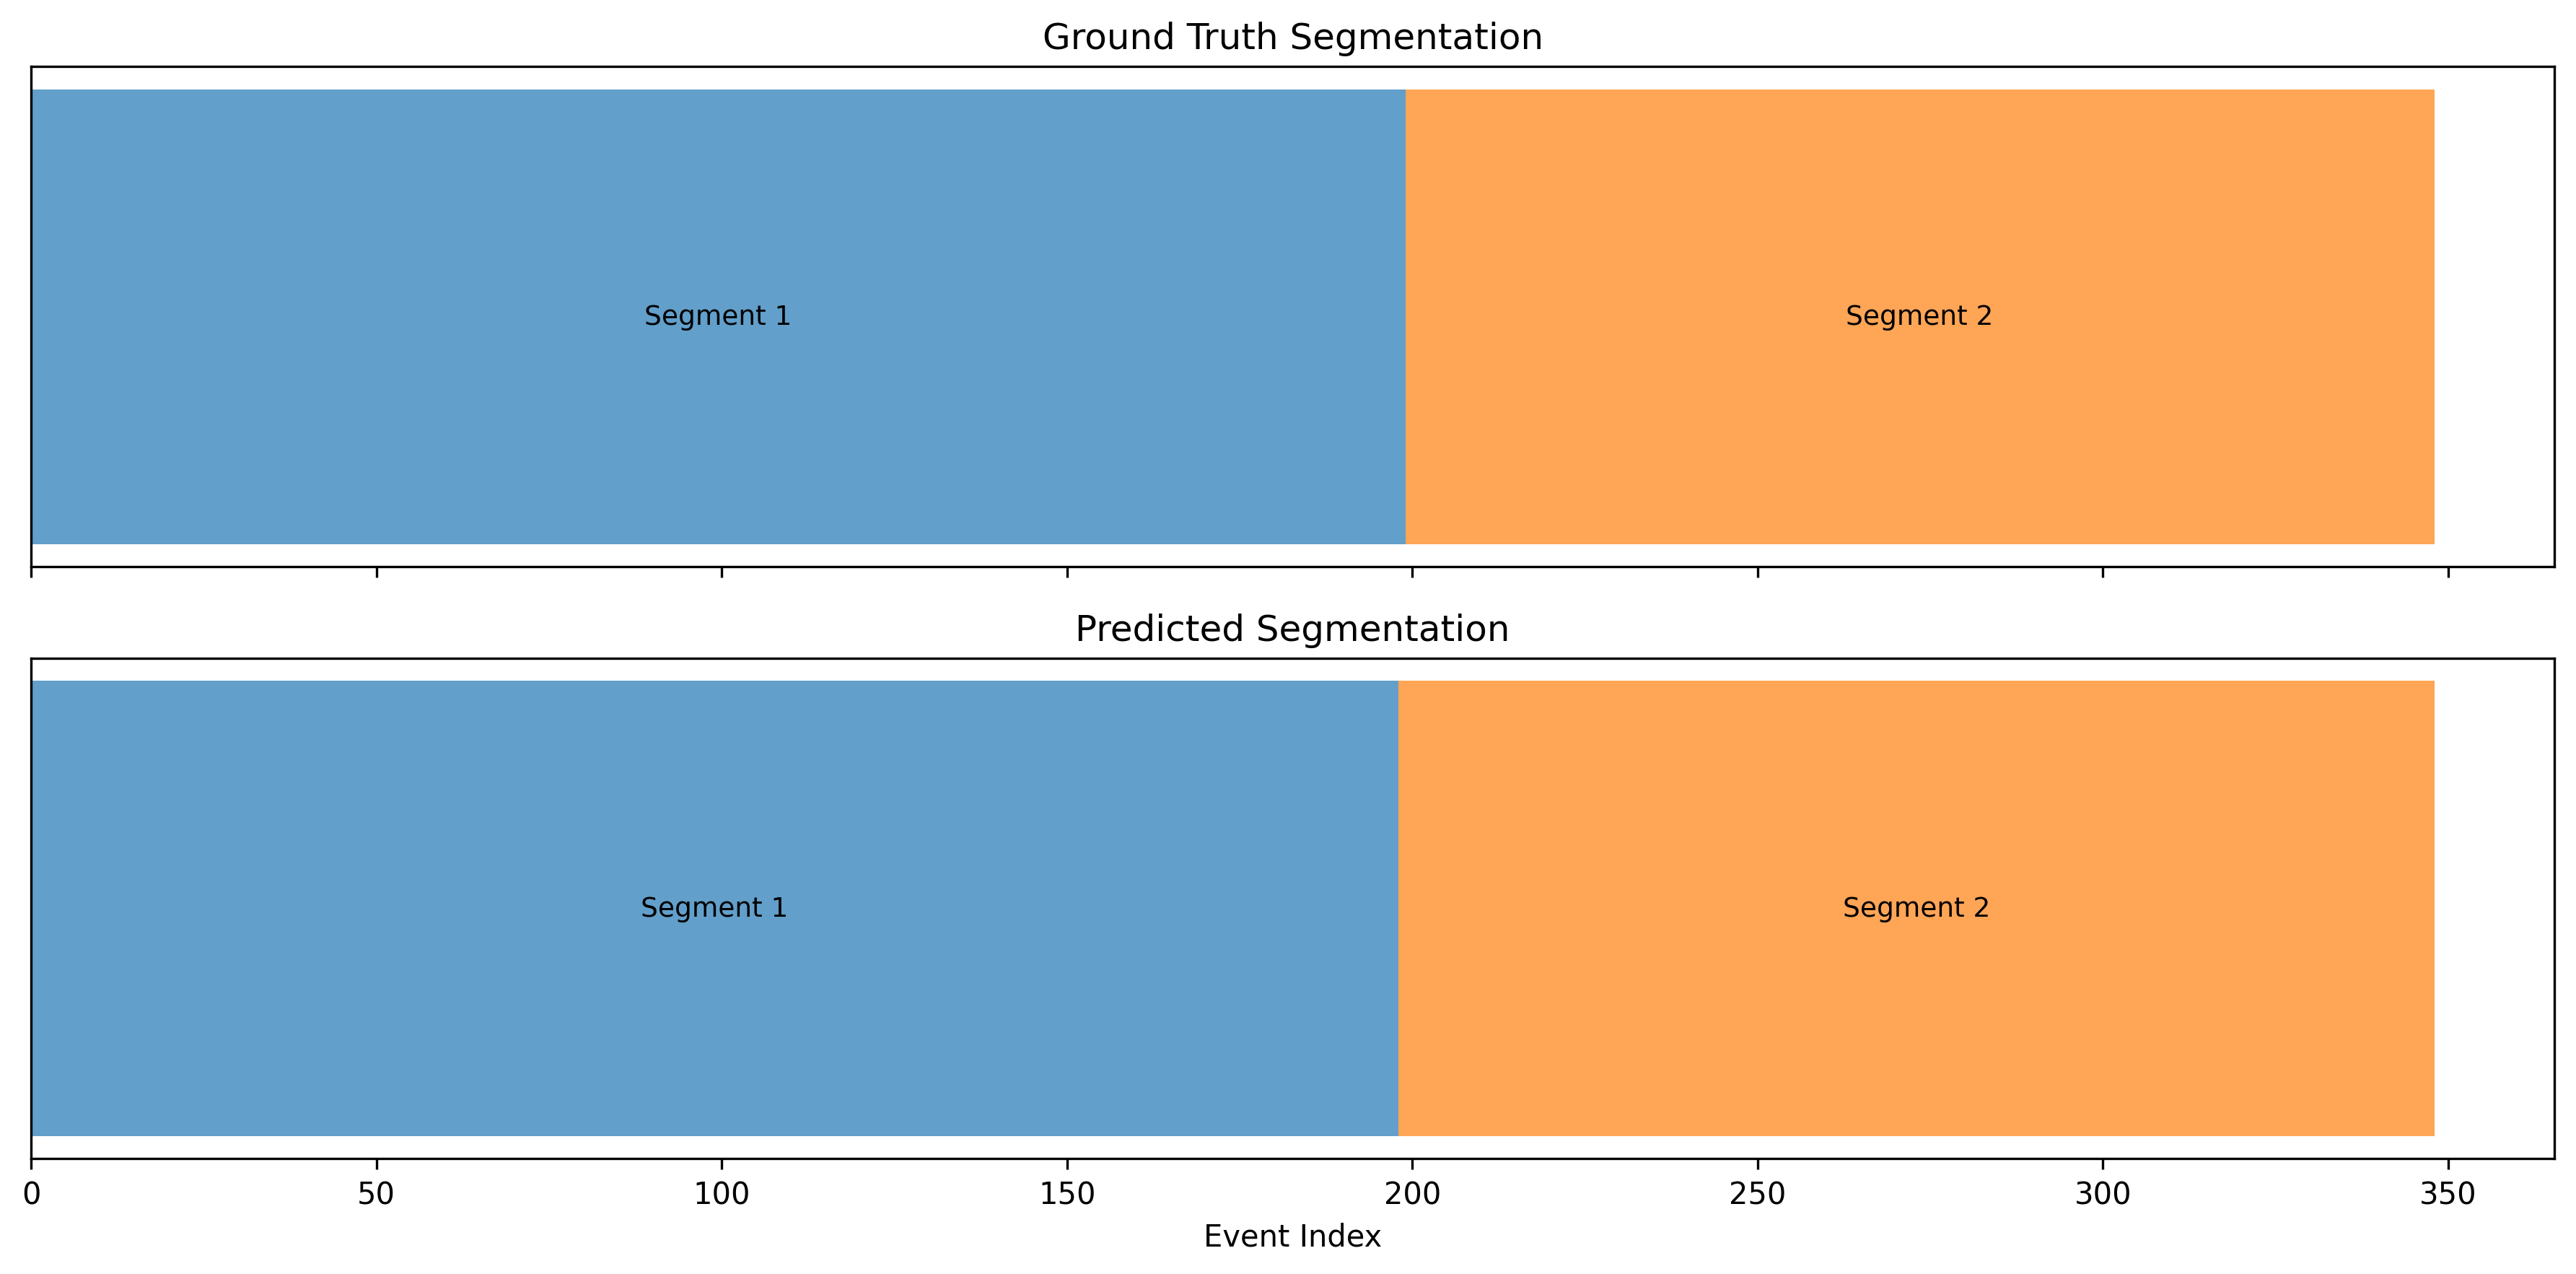 Ground Truth Segmentation
Segment 1 Segment 2
Predicted Segmentation
Segment 1 Segment 2
0 50 100 150 200 250 300 350
Event Index